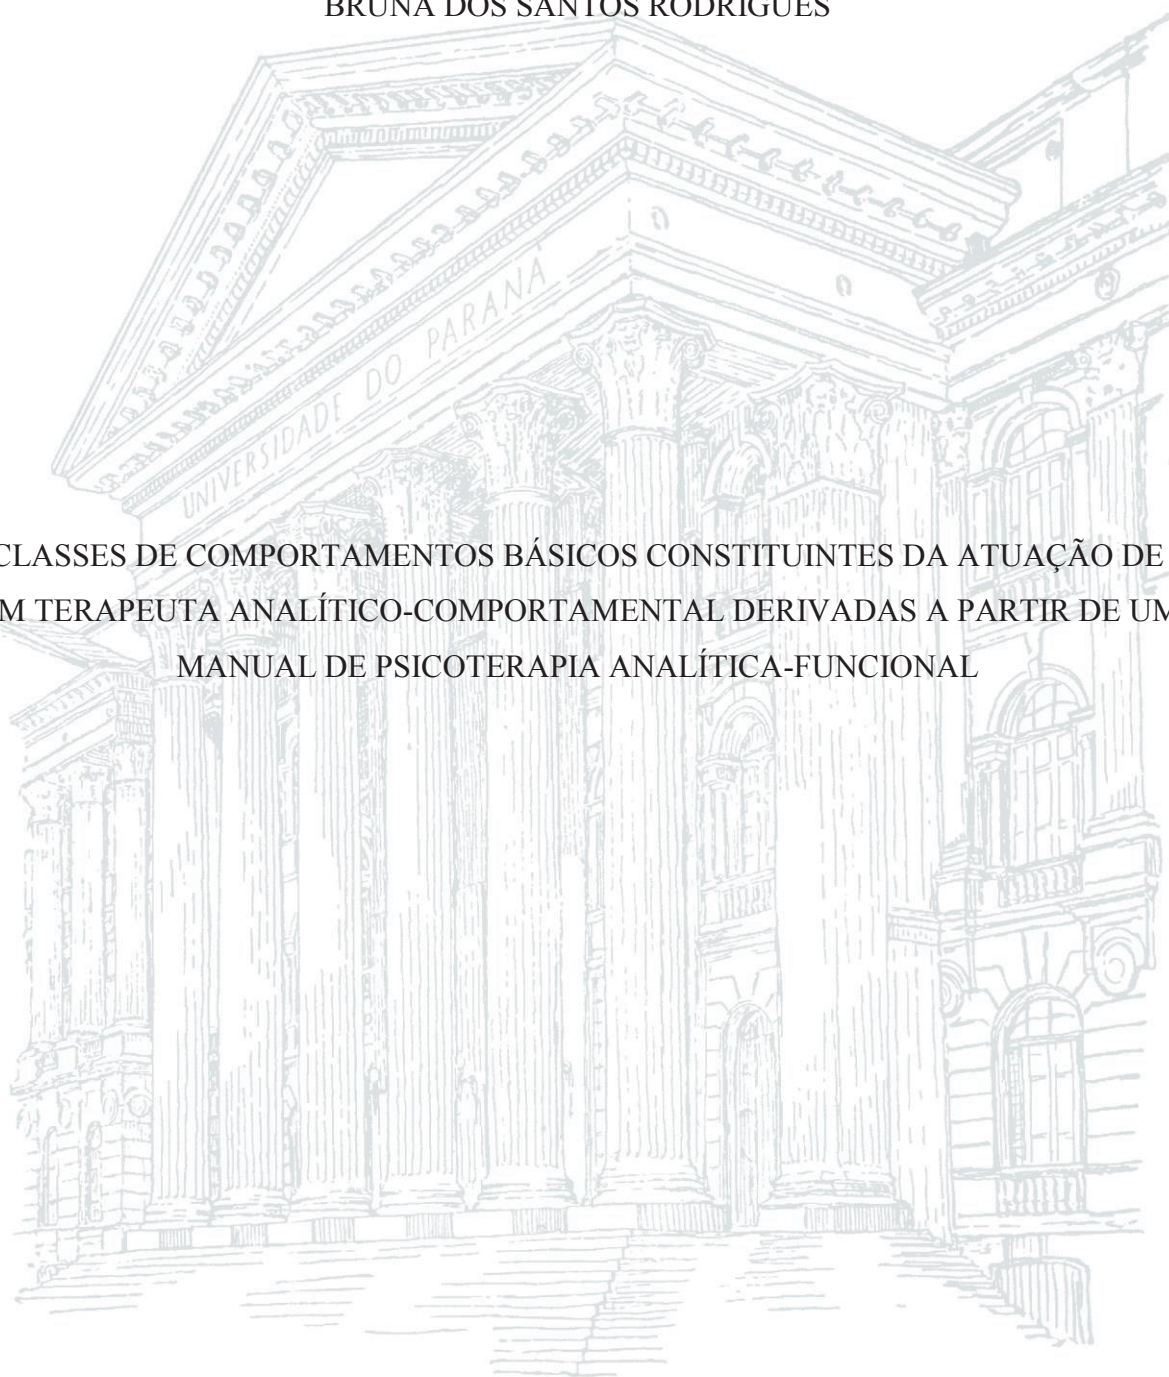 BRUNA DOS SANTOS RODRIGUES
UNIVERSIDADE DO PARANÁ
CLASSES DE COMPORTAMENTOS BÁSICOS CONSTITUINTES DA ATUAÇÃO DE
M TERAPEUTA ANALÍTICO-COMPORTAMENTAL DERIVADAS A PARTIR DE UM
MANUAL DE PSICOTERAPIA ANALÍTICA-FUNCIONAL